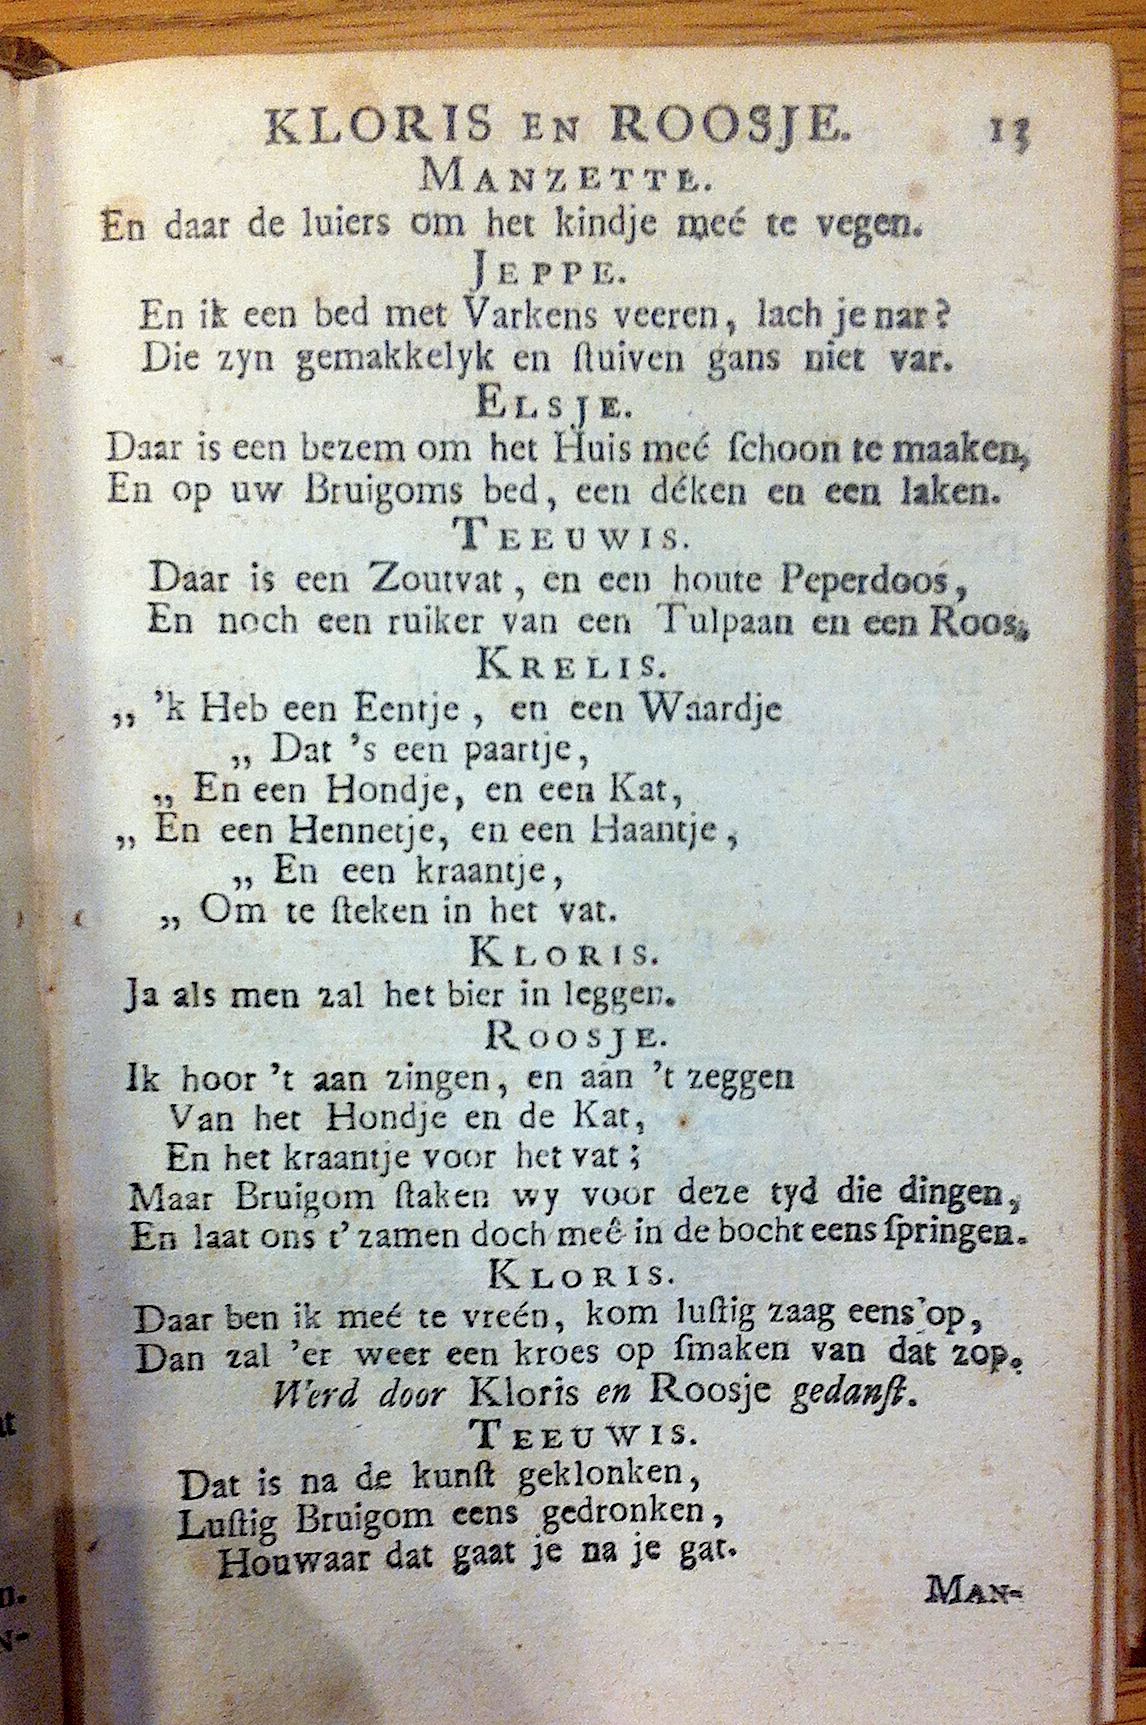 KLORIS EN ROOSJE. 13
MANZETTE.
En daar de luiers om het kindje meé te vegen.
JEPPE.
En ik een bed met Varkens veeren, lach je nar?
Die zyn gemakkelyk en ſtuiven gans niet var.
ELSJE.
Daar is een bezem om het Huis meé ſchoon te maaken,
En op uw Bruigoms bed, een déken en een laken.
TEEUWIS.
Daar is een Zoutvat, en een houte Peperdoos,
En noch een ruiker van een Tulpaan en een Roos.
KRELIS.
„ 'k Heb een Eentje, en een Waardje
„ Dat 's een paartje,
„ En een Hondje, en een Kat,
„ En een Hennetje, en een Haantje,
„ En een kraantje,
„ Om te ſteken in het vat.
KLORIS.
Ja als men zal het bier in leggen.
ROOSJE.
Ik hoor 't aan zingen, en aan 't zeggen
Van het Hondje en de Kat,
En het kraantje voor het vat;
Maar Bruigom ſtaken wy voor deze tyd die dingen,
En laat ons t'zamen doch meê in de bocht eens ſpringen.
KLORIS.
Daar ben ik meé te vreén, kom luſtig zaag eens op,
Dan zal 'er weer een kroes op ſmaken van dat zop.
Werd door Kloris en Roosje gedanſt.
TEEUWIS.
Dat is na de kunſt geklonken,
Luſtig Bruigom eens gedronken,
Houwaar dat gaat je na je gat.
MAN-